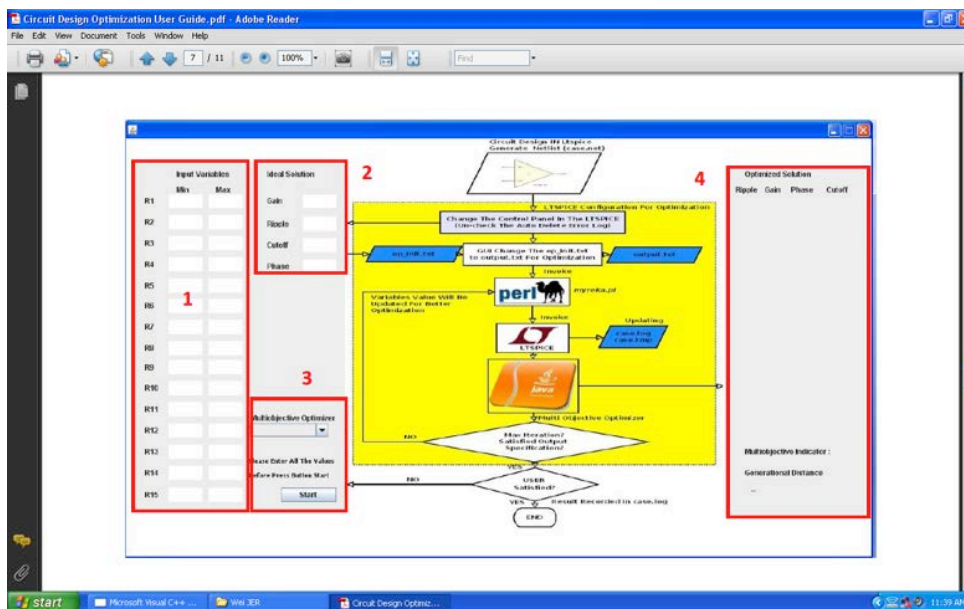 Circuit Design Optimization User Guide.pdf - Adobe Reader
File Edit View Document Tools Window Help
7 / 11 100% Find
Input Variables
Min Max
R1
R2
R3
R4
R5
R6
R7
R8
R9
R10
R11
R12
R13
R14
R15
1
Ideal Solution
Gain
Ripple
Cutoff
Phase
2
3
Multiobjective Optimizer
Please Enter All The Values
Before Press Button Start
Start
Circuit Design IN Ltspice
Generate Netlist (case.net)
LTSPICE Configuration For Optimization
Change The Control Panel In The LTSPICE
(Un-check The Auto Delete Error Log)
op_init.txt
GUI Change The op_init.txt
to output.txt For Optimization
output.txt
Invoke
Variables Value Will Be
Updated For Better
Optimization
perl
myreka.pl
Invoke
Updating
LTSPICE
case.log
case.tmp
java
Multi Objective Optimizer
NO
Max Iteration?
Satisfied Output
Specification?
YES
NO
USER
Satisfied?
YES
Result Recorded in case.log
END
4
Optimized Solution
Ripple Gain Phase Cutoff
Multiobjective Indicator :
Generational Distance
--
start
Microsoft Visual C++ ...
Wei JER
Circuit Design Optimiz...
11:39 AM